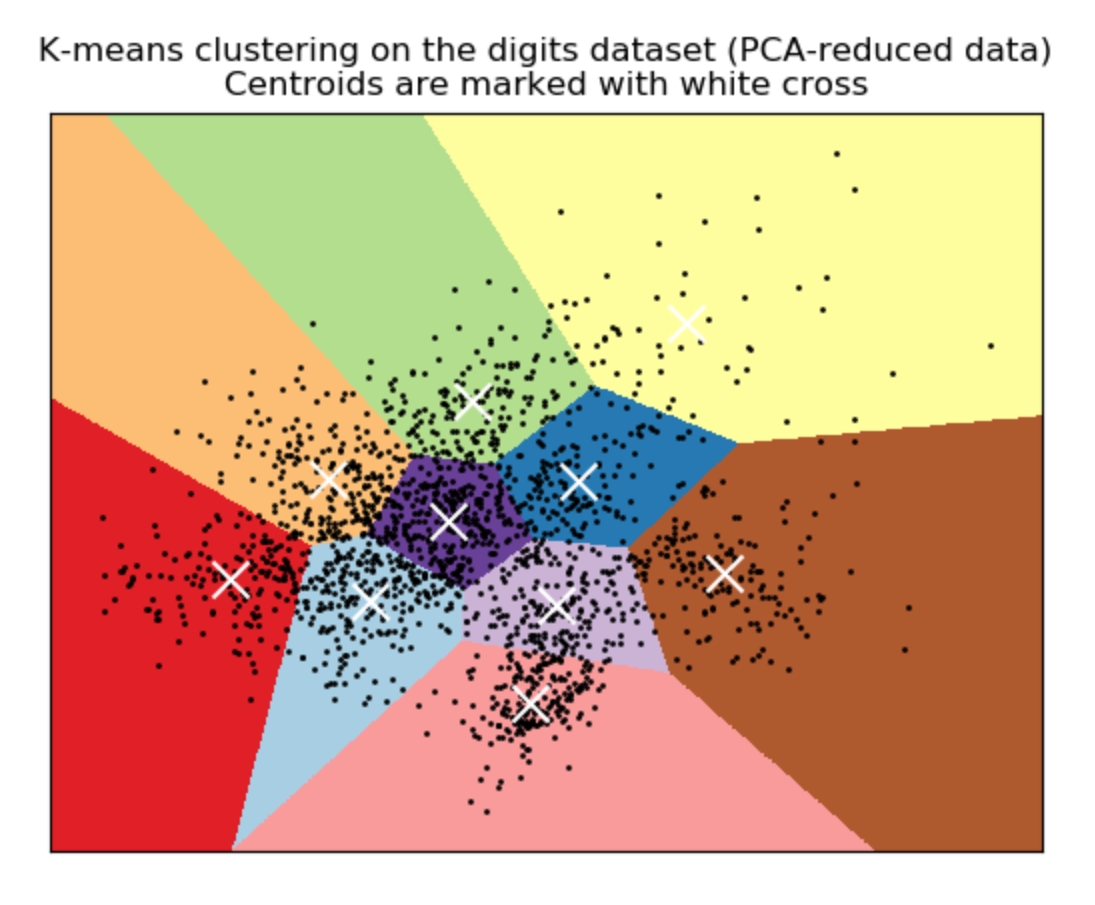 K-means clustering on the digits dataset (PCA-reduced data)
Centroids are marked with white cross